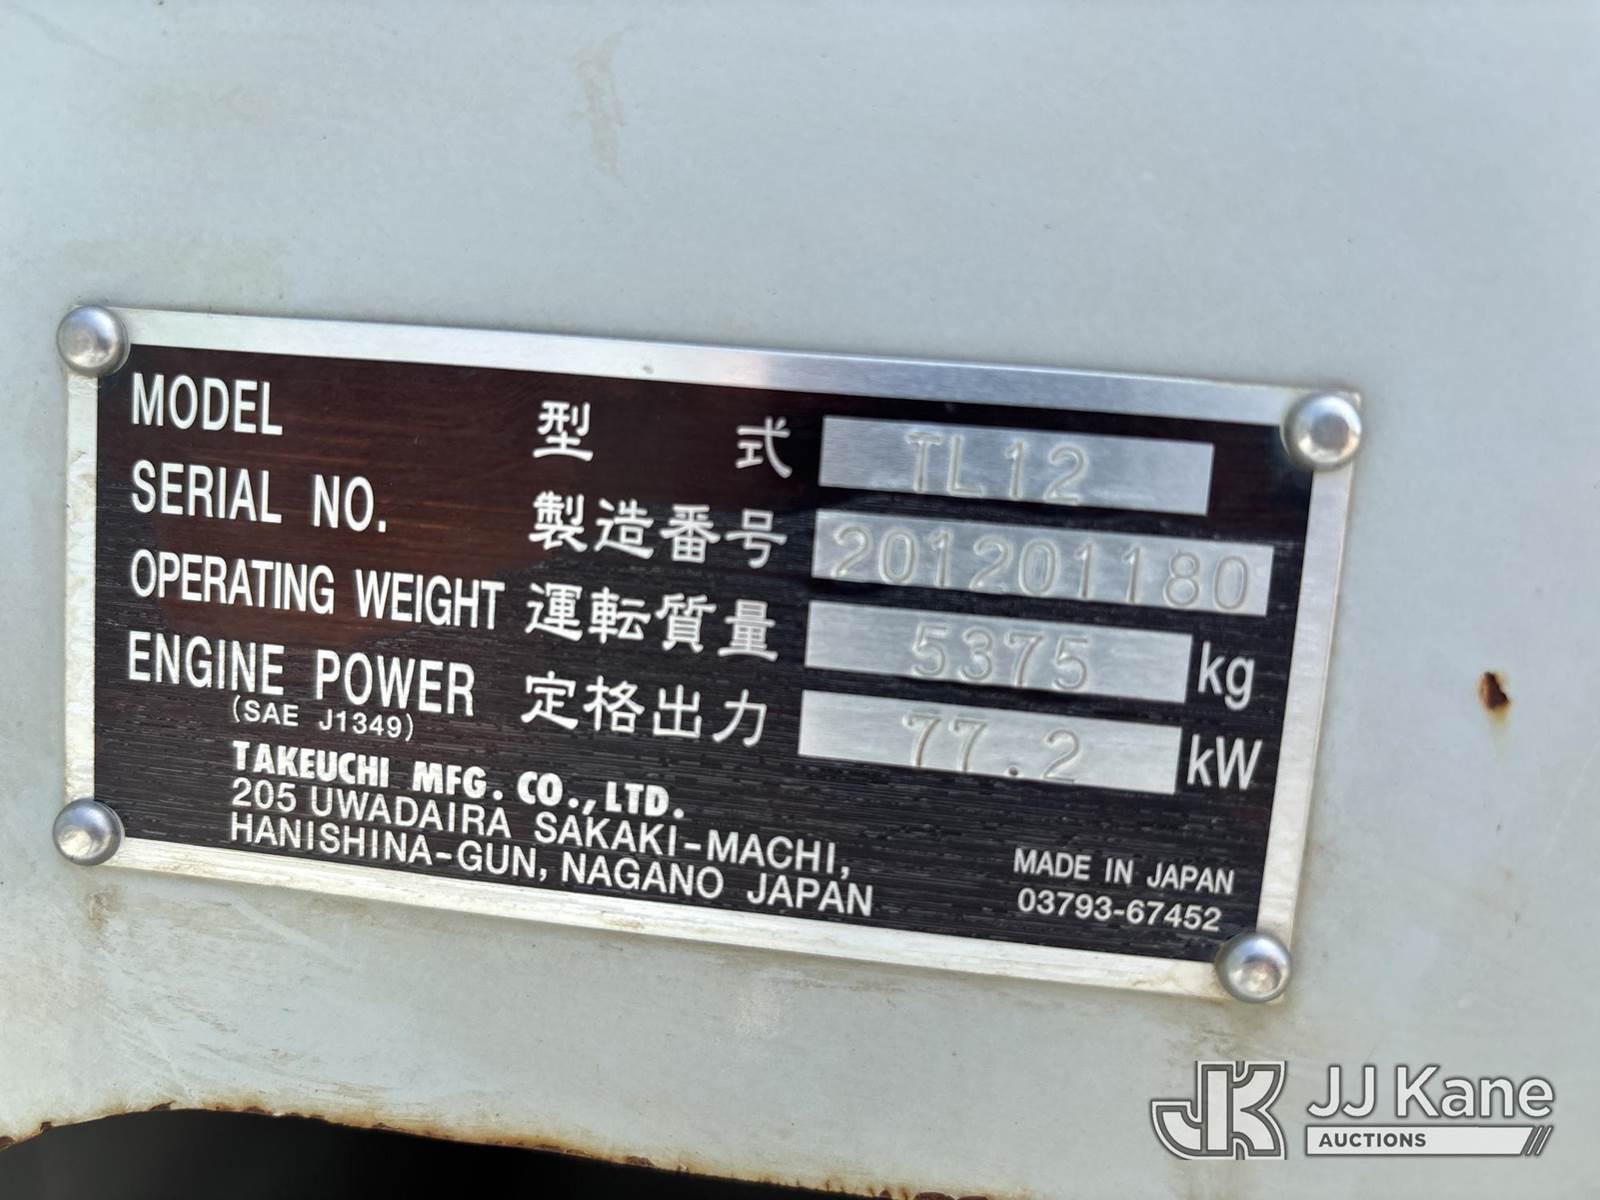 MODEL 型 式 TL12
SERIAL NO. 製造番号 201201180
OPERATING WEIGHT 運転質量 5375 kg
ENGINE POWER 定格出力 77.2 kW
(SAE J1349)
TAKEUCHI MFG. CO., LTD.
205 UWADAIRA SAKAKI-MACHI,
HANISHINA-GUN, NAGANO JAPAN
MADE IN JAPAN
03793-67452
JK JJ Kane
AUCTIONS